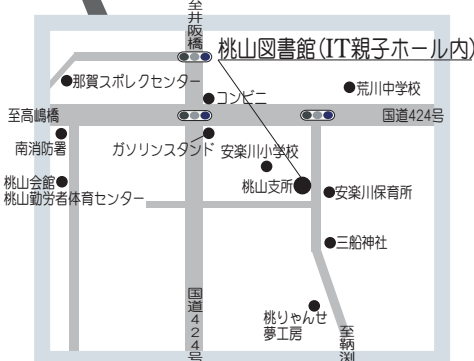 至井阪橋
桃山図書館(IT親子ホール内)
那賀スポレクセンター
コンビニ
荒川中学校
至高嶋橋
国道424号
南消防署
ガソリンスタンド
安楽川小学校
桃山会館
桃山勤労者体育センター
桃山支所
安楽川保育所
三船神社
国道424号
桃りゃんせ
夢工房
至鞆渕